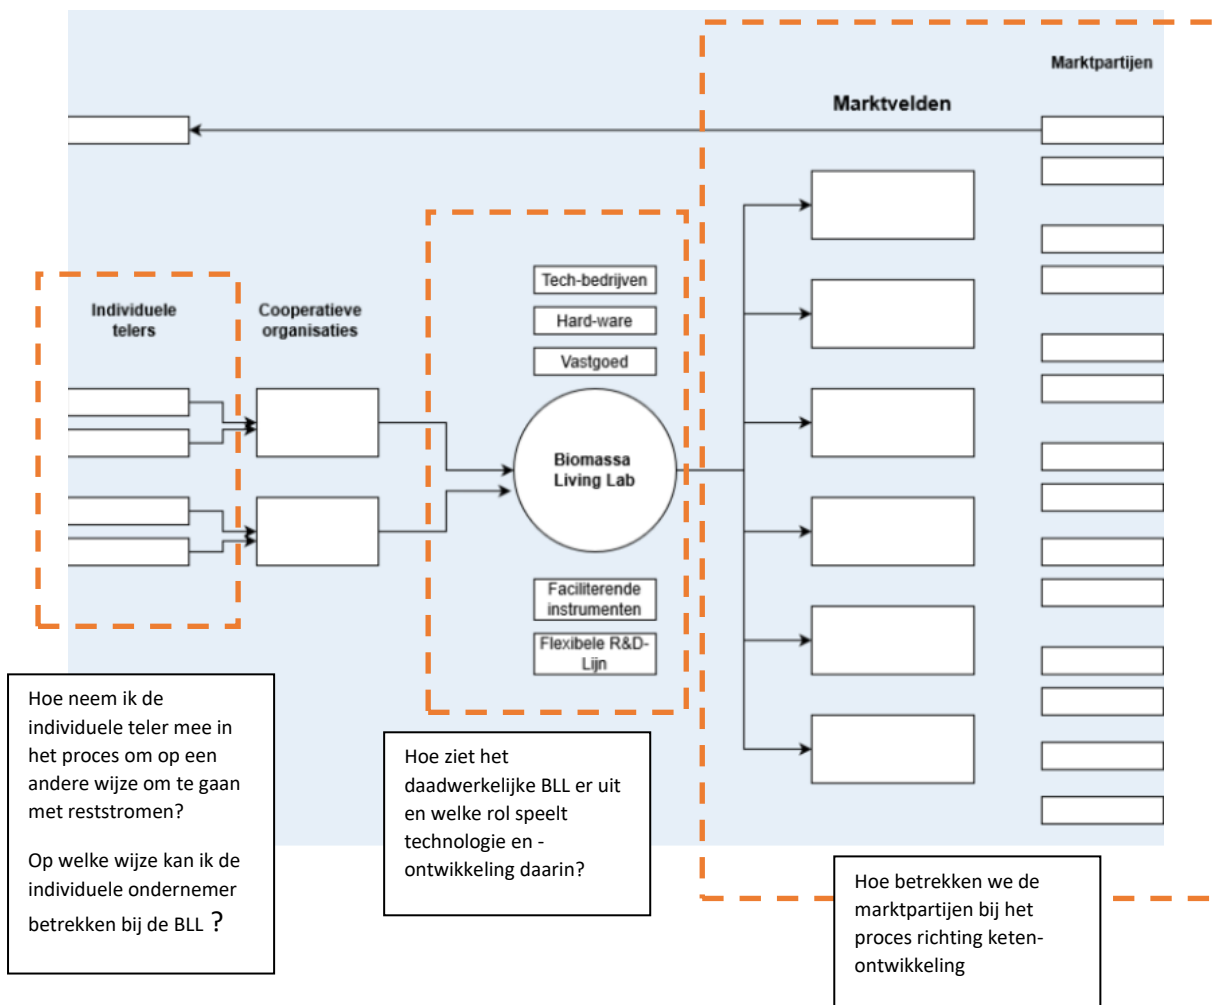 Marktpartijen
Marktvelden
Individuele
telers
Cooperatieve
organisaties
Tech-bedrijven
Hard-ware
Vastgoed
Biomassa
Living Lab
Faciliterende
instrumenten
Flexibele R&D-
Lijn
Hoe neem ik de
individuele teler mee in
het proces om op een
andere wijze om te gaan
met reststromen?
Op welke wijze kan ik de
individuele ondernemer
betrekken bij de BLL ?
Hoe ziet het
daadwerkelijke BLL er uit
en welke rol speelt
technologie en -
ontwikkeling daarin?
Hoe betrekken we de
marktpartijen bij het
proces richting keten-
ontwikkeling